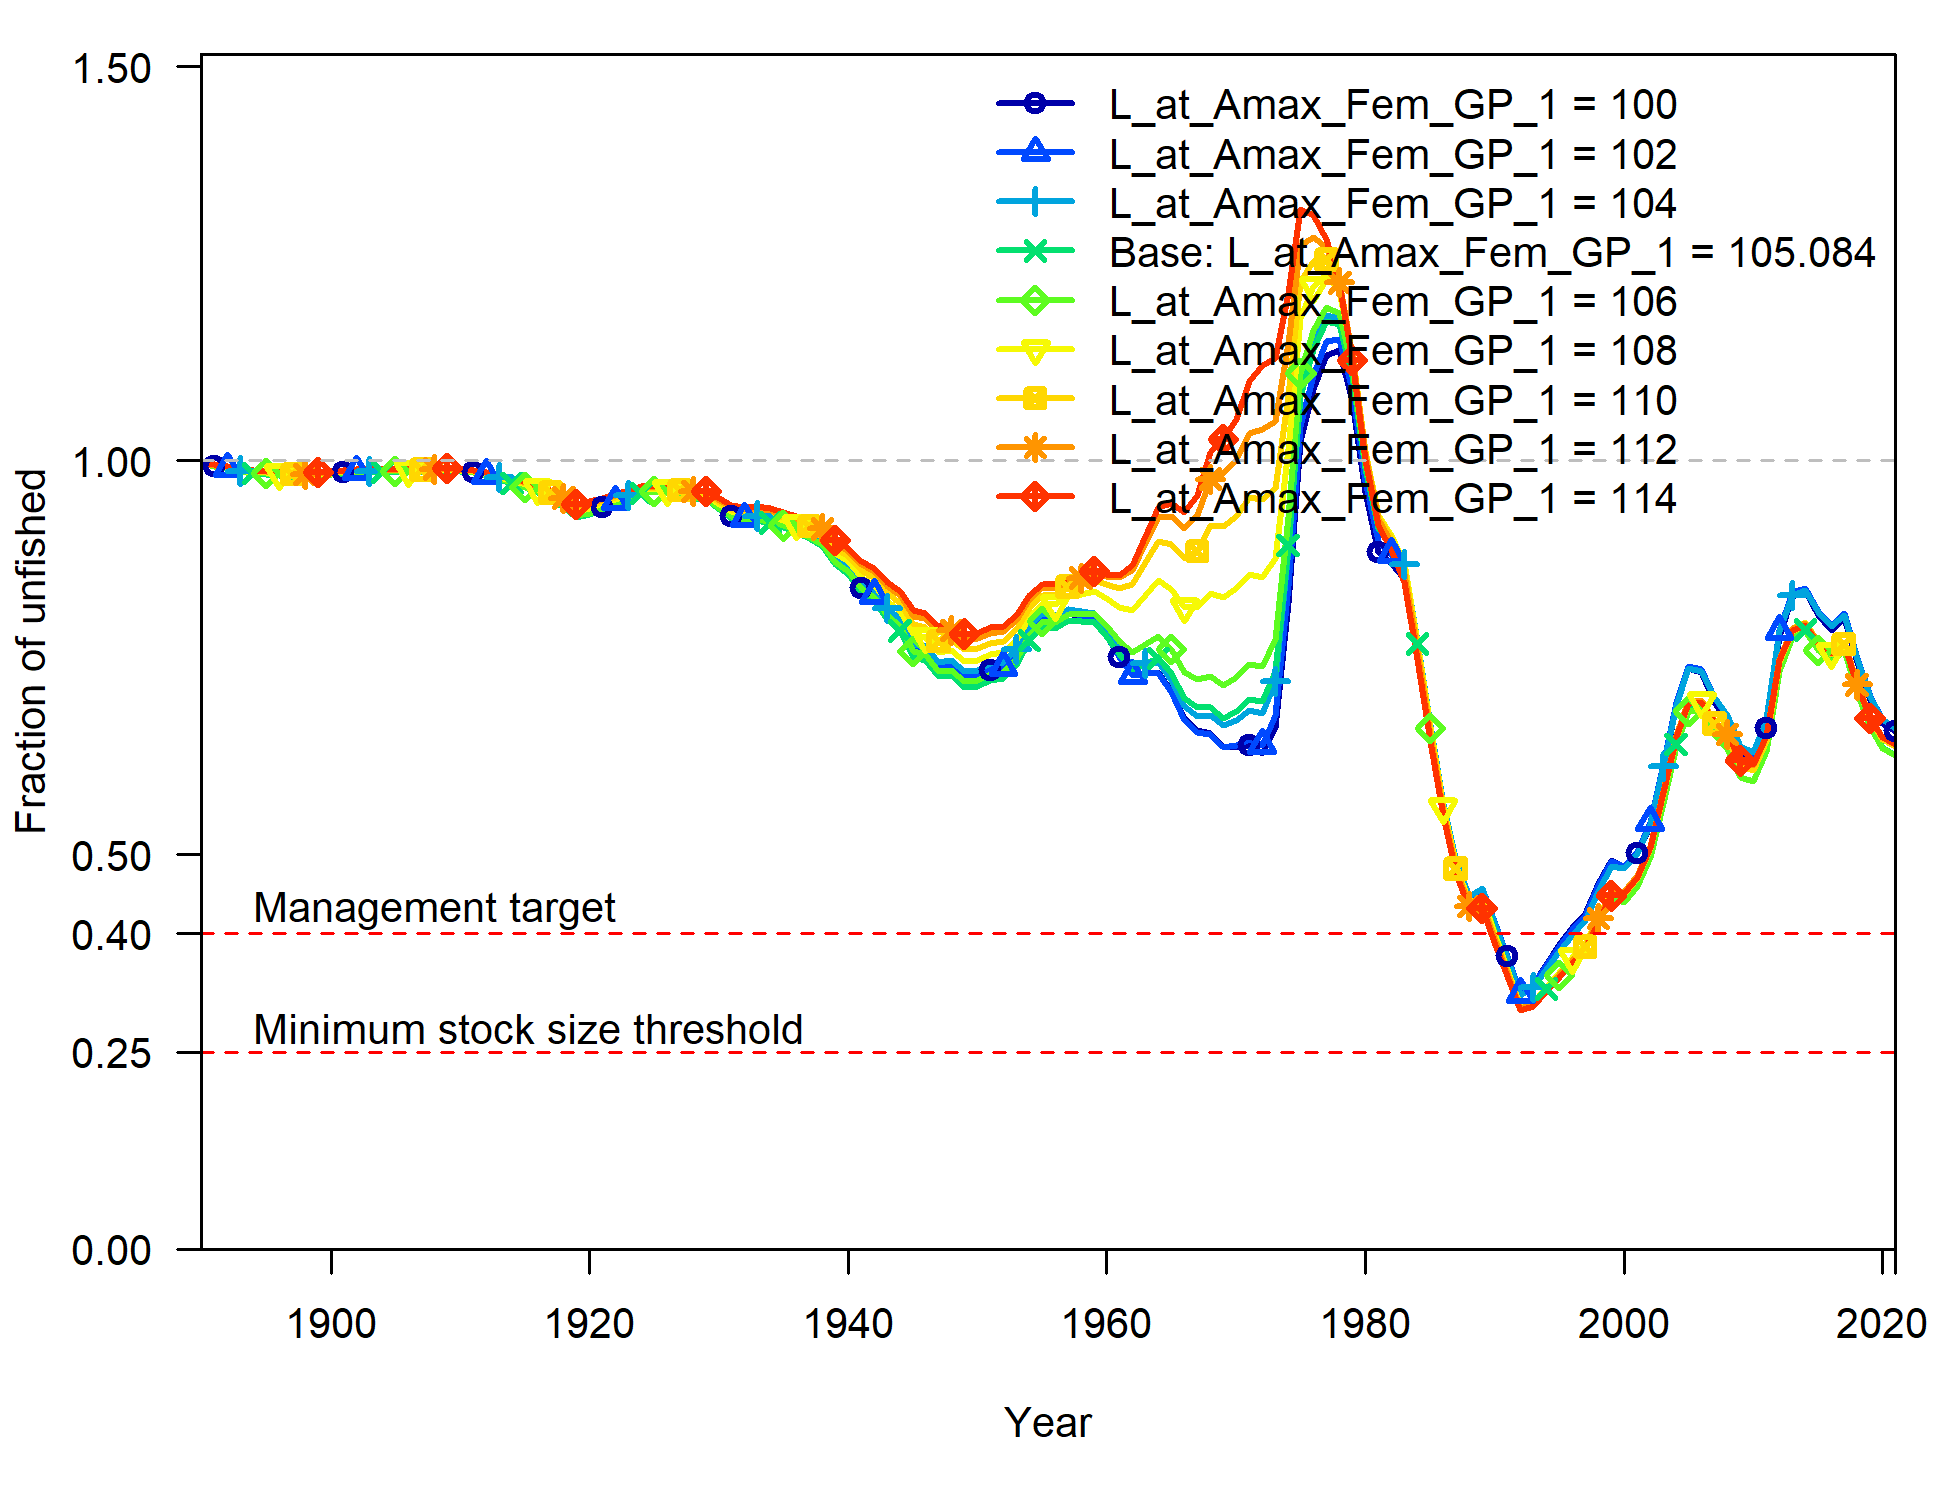 1.50
1.00
0.50
0.40
0.25
0.00
Fraction of unfished
L_at_Amax_Fem_GP_1 = 100
L_at_Amax_Fem_GP_1 = 102
L_at_Amax_Fem_GP_1 = 104
Base: L_at_Amax_Fem_GP_1 = 105.084
L_at_Amax_Fem_GP_1 = 106
L_at_Amax_Fem_GP_1 = 108
L_at_Amax_Fem_GP_1 = 110
L_at_Amax_Fem_GP_1 = 112
L_at_Amax_Fem_GP_1 = 114
Management target
Minimum stock size threshold
1900 1920 1940 1960 1980 2000 2020
Year